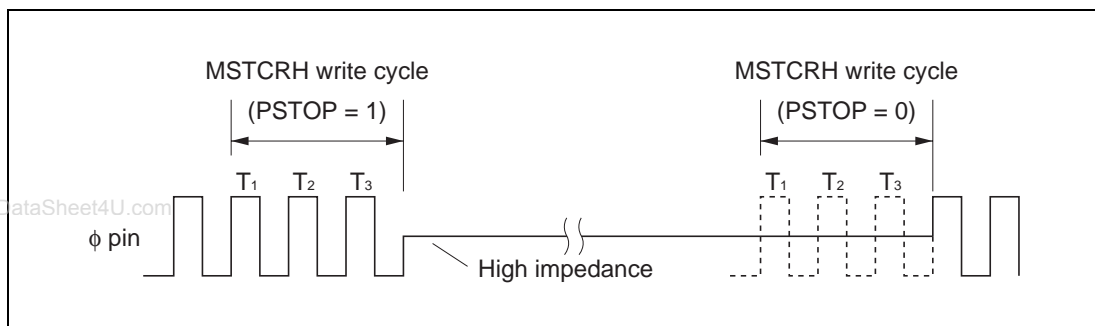 MSTCRH write cycle
(PSTOP = 1)
MSTCRH write cycle
(PSTOP = 0)
T1 T2 T3
T1 T2 T3
DataSheet4U.com
φ pin
High impedance